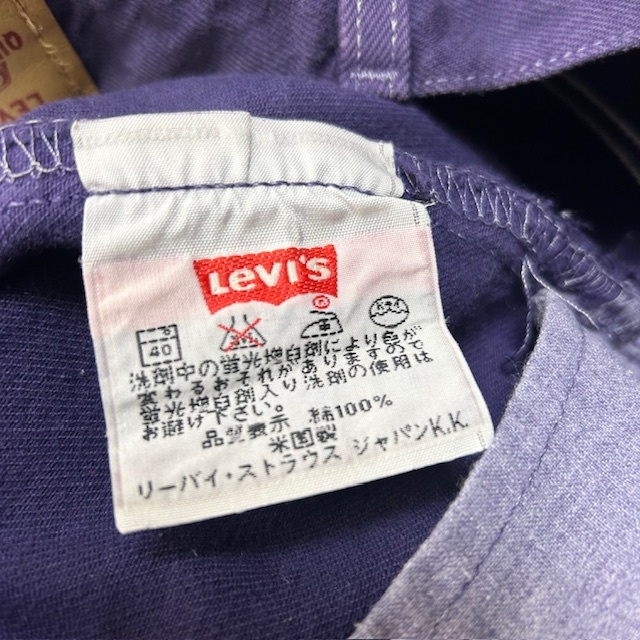 LEV
Levi's
®
40
洗剤中の蛍光増白剤により色が
変わるおそれがありますので
蛍光増白剤入り洗剤の使用は
お避け下さい。
品質表示 綿100%
米国製
リーバイ・ストラウス ジャパンK.K.